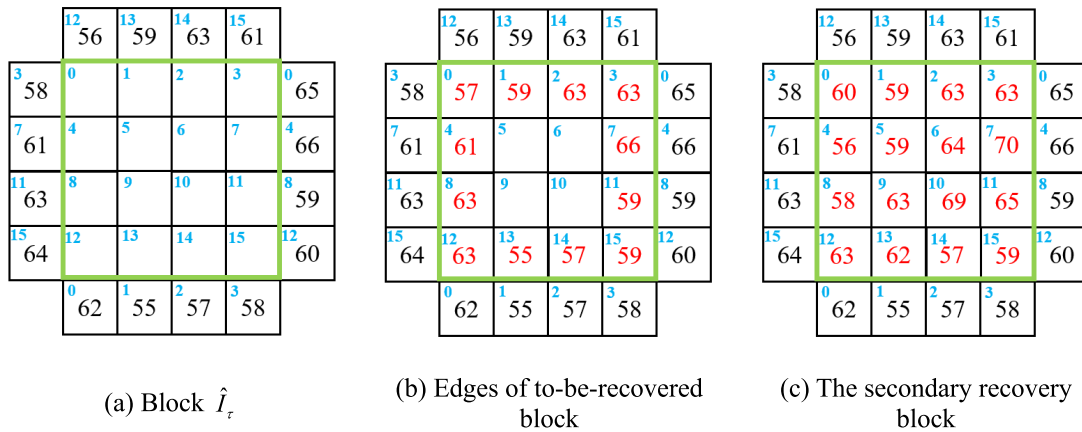 12 56 13 59 14 63 15 61
3 58 0 1 2 3 0 65
7 61 4 5 6 7 4 66
11 63 8 9 10 11 8 59
15 64 12 13 14 15 12 60
0 62 1 55 2 57 3 58
(a) Block Î_τ
12 56 13 59 14 63 15 61
3 58 0 57 1 59 2 63 3 63 0 65
7 61 4 61 5 6 7 66 4 66
11 63 8 63 9 10 11 59 8 59
15 64 12 63 13 55 14 57 15 59 12 60
0 62 1 55 2 57 3 58
(b) Edges of to-be-recovered
block
12 56 13 59 14 63 15 61
3 58 0 60 1 59 2 63 3 63 0 65
7 61 4 56 5 59 6 64 7 70 4 66
11 63 8 58 9 63 10 69 11 65 8 59
15 64 12 63 13 62 14 57 15 59 12 60
0 62 1 55 2 57 3 58
(c) The secondary recovery
block